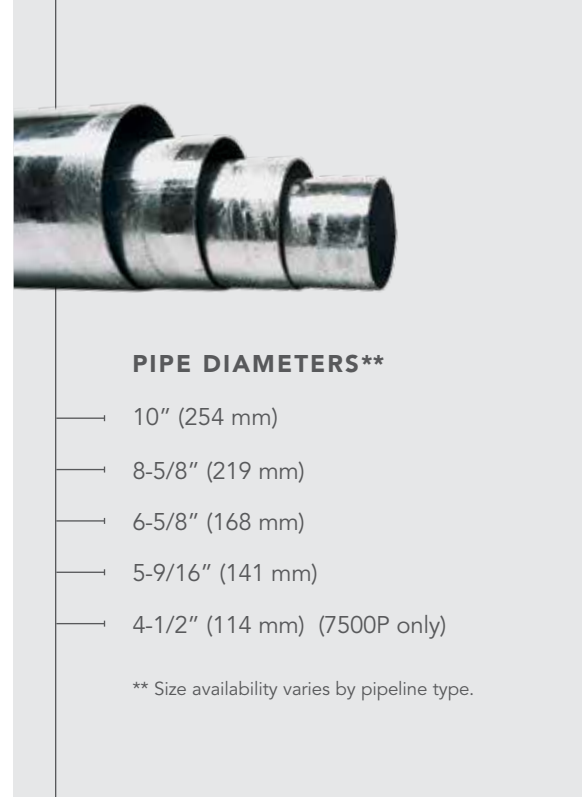 PIPE DIAMETERS**
10” (254 mm)
8-5/8” (219 mm)
6-5/8” (168 mm)
5-9/16” (141 mm)
4-1/2” (114 mm) (7500P only)
** Size availability varies by pipeline type.